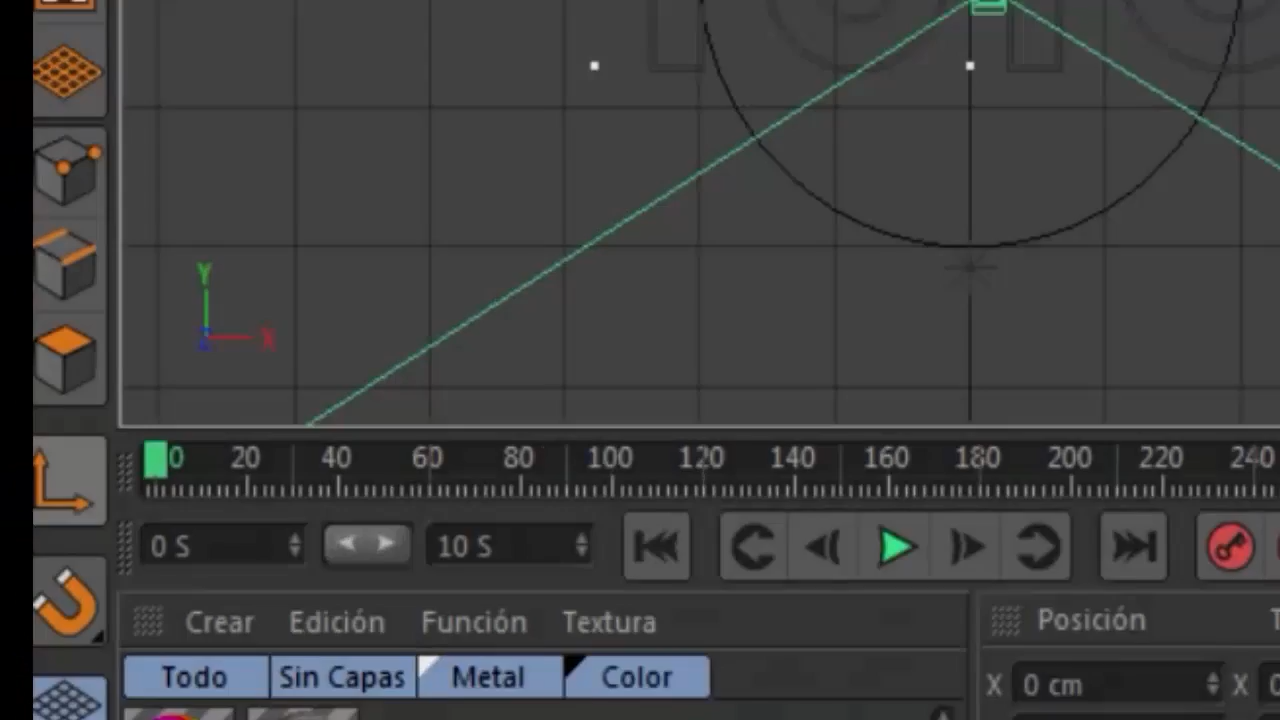 Y
X
Z
0 20 40 60 80 100 120 140 160 180 200 220 240
0 S 10 S
Crear Edición Función Textura Posición
Todo Sin Capas Metal Color
X 0 cm X